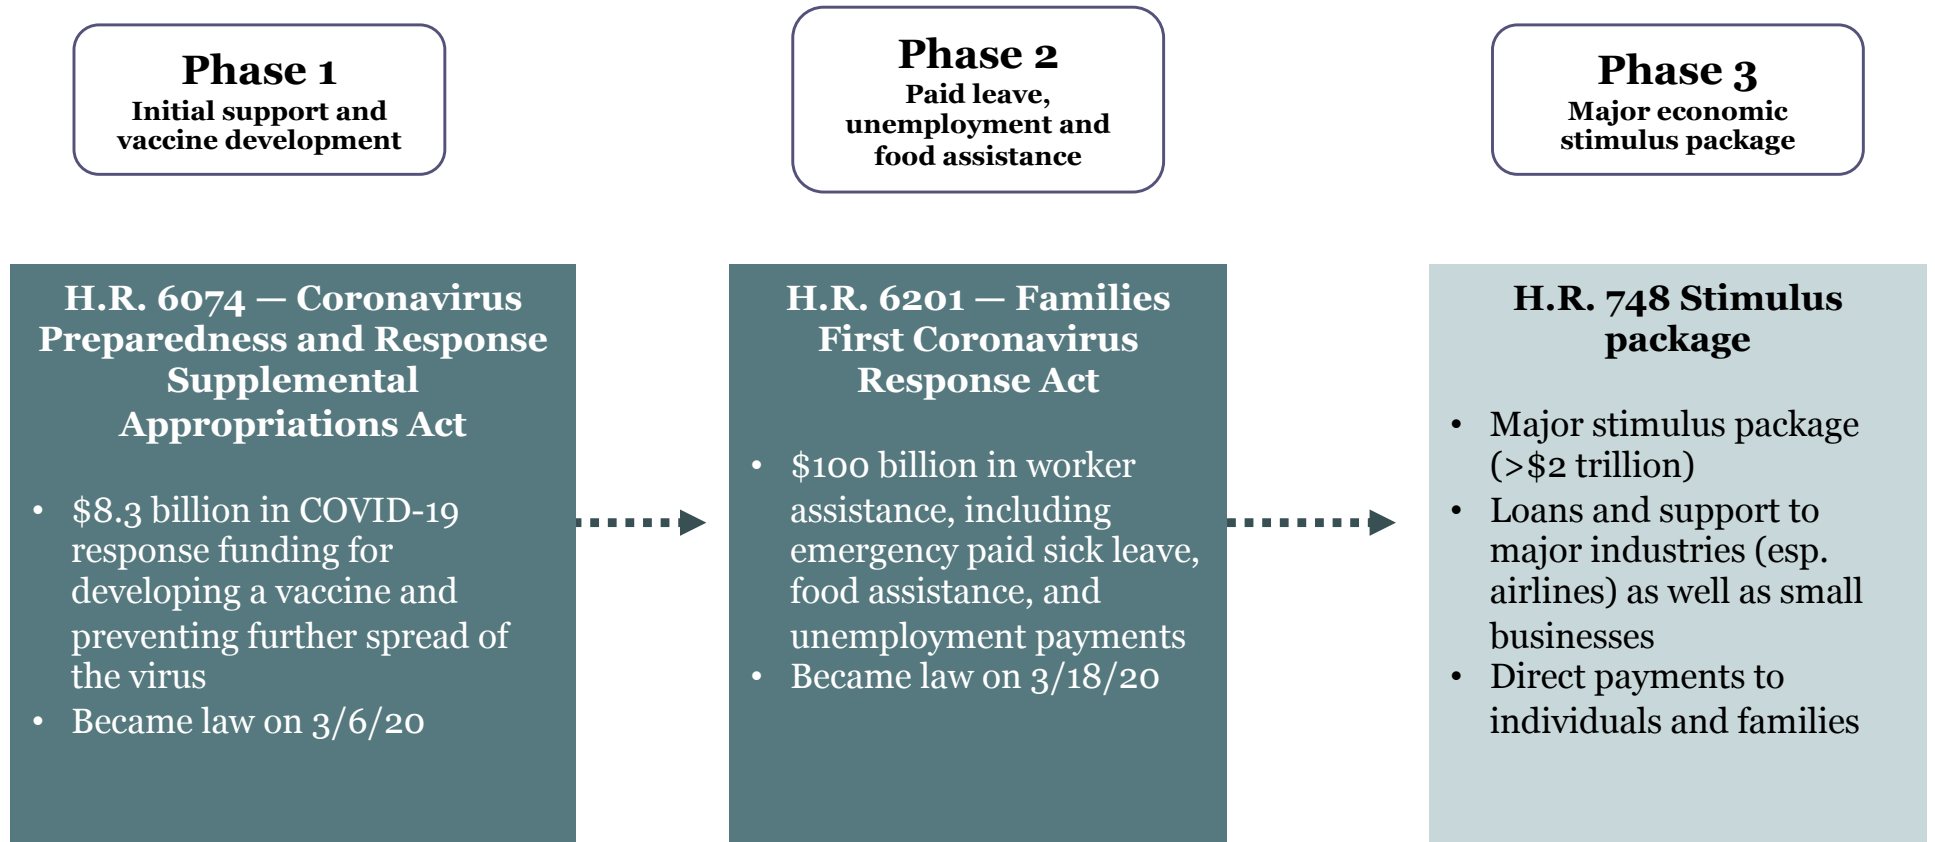 Phase 1
Initial support and
vaccine development
Phase 2
Paid leave,
unemployment and
food assistance
Phase 3
Major economic
stimulus package
H.R. 6074 — Coronavirus
Preparedness and Response
Supplemental
Appropriations Act
• $8.3 billion in COVID-19
response funding for
developing a vaccine and
preventing further spread of
the virus
• Became law on 3/6/20
H.R. 6201 — Families
First Coronavirus
Response Act
• $100 billion in worker
assistance, including
emergency paid sick leave,
food assistance, and
unemployment payments
• Became law on 3/18/20
H.R. 748 Stimulus
package
• Major stimulus package
(>$2 trillion)
• Loans and support to
major industries (esp.
airlines) as well as small
businesses
• Direct payments to
individuals and families